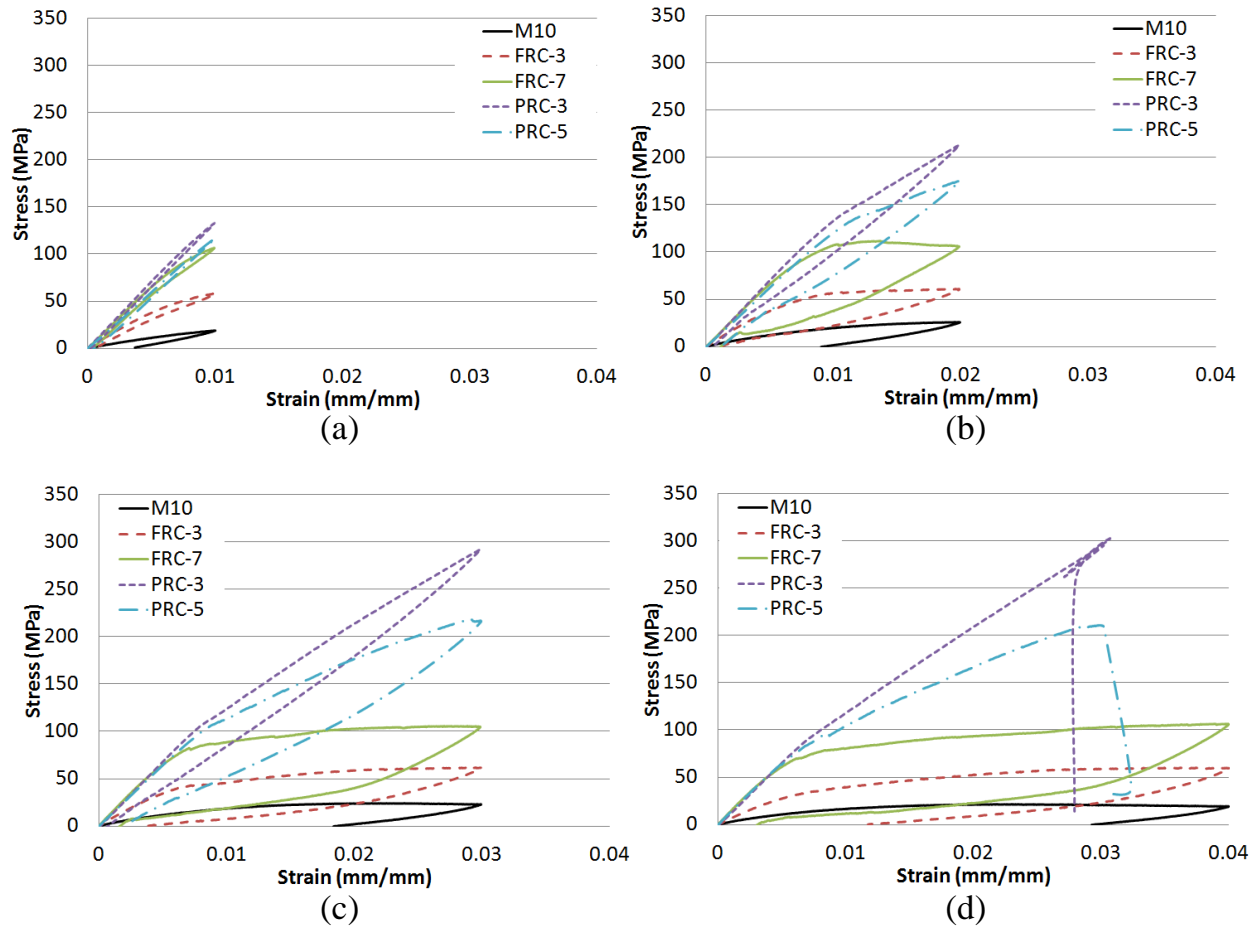 350
300
250
200
150
100
50
0
Stress (MPa)
M10
FRC-3
FRC-7
PRC-3
PRC-5
0 0.01 0.02 0.03 0.04
Strain (mm/mm)
(a)
350
300
250
200
150
100
50
0
Stress (MPa)
M10
FRC-3
FRC-7
PRC-3
PRC-5
0 0.01 0.02 0.03 0.04
Strain (mm/mm)
(b)
350
300
250
200
150
100
50
0
Stress (MPa)
M10
FRC-3
FRC-7
PRC-3
PRC-5
0 0.01 0.02 0.03 0.04
Strain (mm/mm)
(c)
350
300
250
200
150
100
50
0
Stress (MPa)
M10
FRC-3
FRC-7
PRC-3
PRC-5
0 0.01 0.02 0.03 0.04
Strain (mm/mm)
(d)